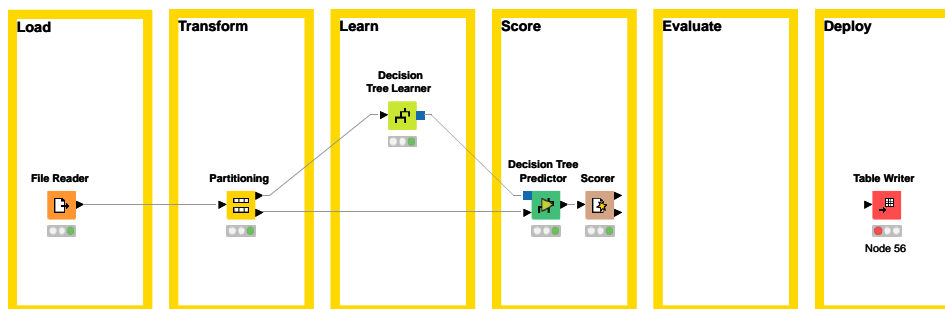 Load
Transform
Learn
Score
Evaluate
Deploy
Decision
Tree Learner
File Reader
Partitioning
Decision Tree
Predictor
Scorer
Table Writer
Node 56